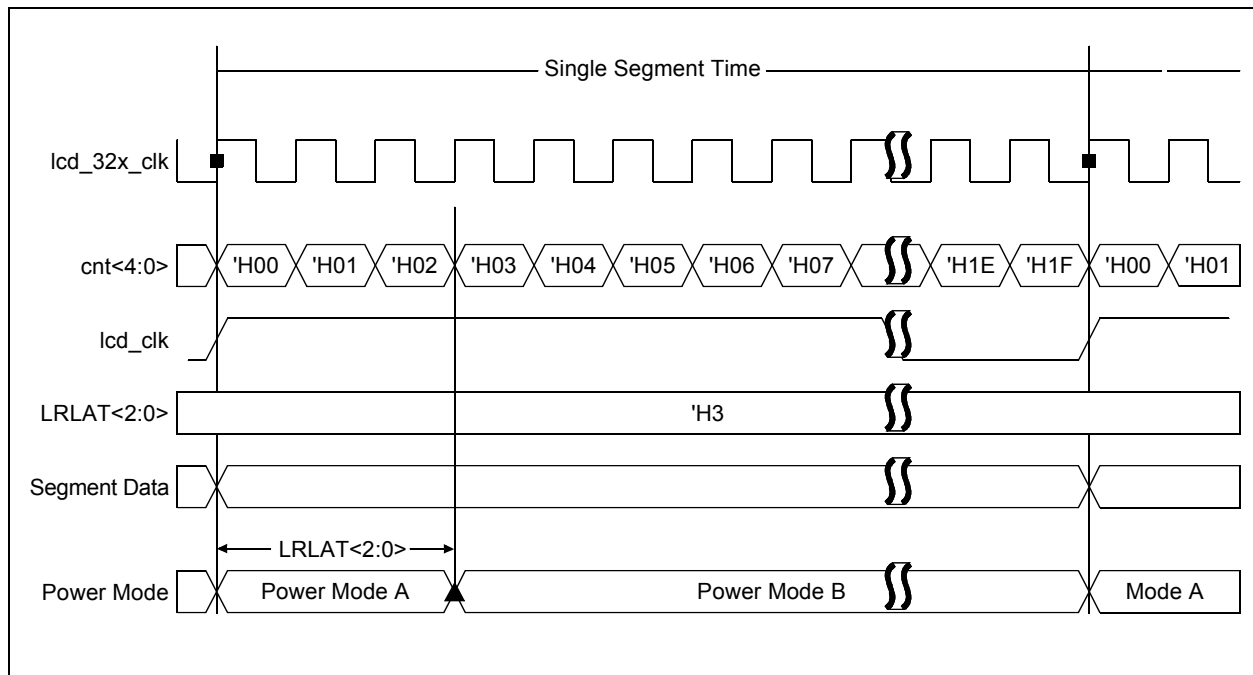 Single Segment Time
lcd_32x_clk
cnt<4:0> 'H00 'H01 'H02 'H03 'H04 'H05 'H06 'H07 'H1E 'H1F 'H00 'H01
lcd_clk
LRLAT<2:0> 'H3
Segment Data
LRLAT<2:0>
Power Mode Power Mode A Power Mode B Mode A